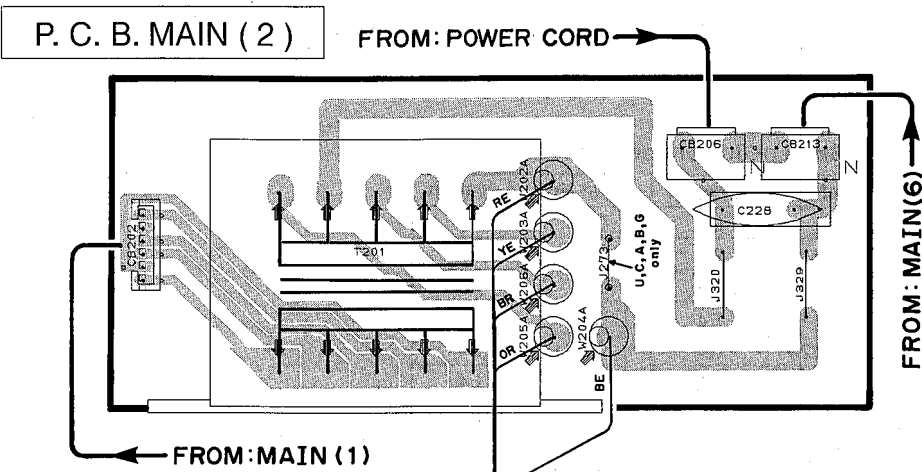 P. C. B. MAIN ( 2 )
FROM: POWER CORD
CB206
CB213
N
N
C228
FROM: MAIN(6)
CB202
T201
RE
W202A
YE
W203A
BR
W206A
OR
W205A
W204A
BE
J273
U, C, A, B, G
only
J320
J329
FROM: MAIN (1)